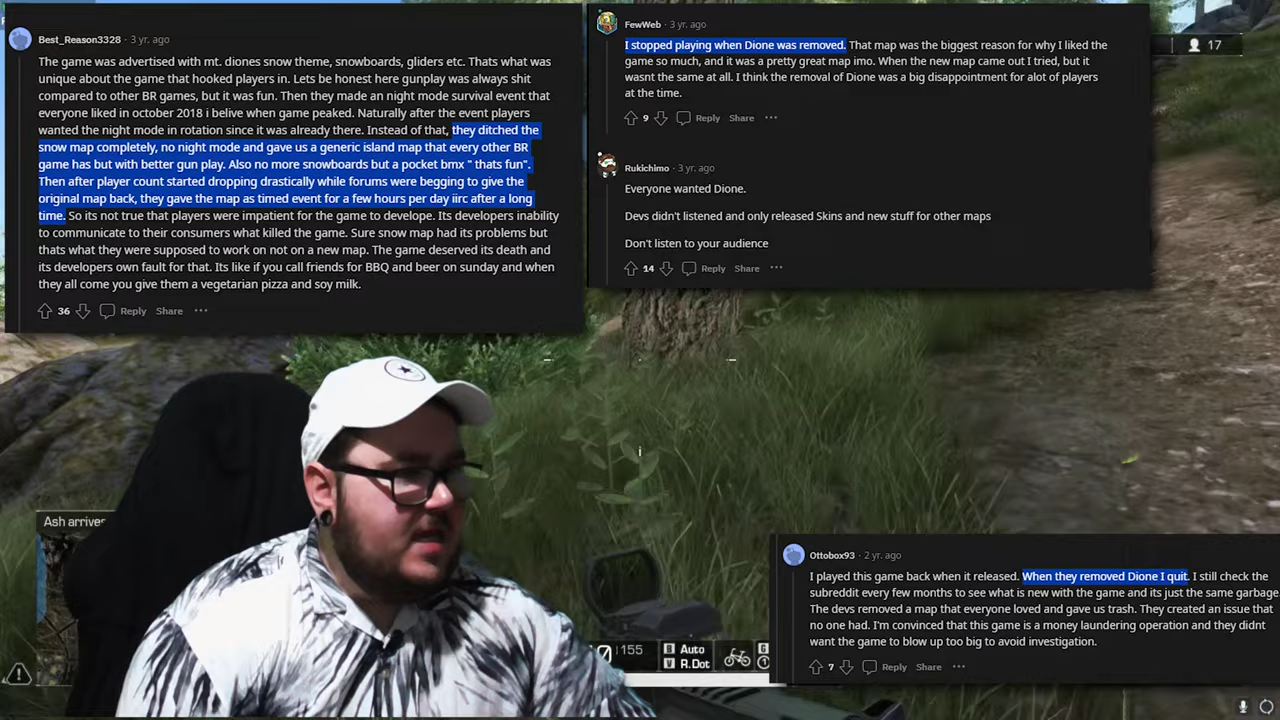 Best_Reason3328 · 3 yr. ago
The game was advertised with mt. diones snow theme, snowboards, gliders etc. Thats what was
unique about the game that hooked players in. Lets be honest here gunplay was always shit
compared to other BR games, but it was fun. Then they made an night mode survival event that
everyone liked in october 2018 i belive when game peaked. Naturally after the event players
wanted the night mode in rotation since it was already there. Instead of that, they ditched the
snow map completely, no night mode and gave us a generic island map that every other BR
game has but with better gun play. Also no more snowboards but a pocket bmx " thats fun".
Then after player count started dropping drastically while forums were begging to give the
original map back, they gave the map as timed event for a few hours per day iirc after a long
time. So its not true that players were impatient for the game to develope. Its developers inability
to communicate to their consumers what killed the game. Sure snow map had its problems but
thats what they were supposed to work on not on a new map. The game deserved its death and
its developers own fault for that. Its like if you call friends for BBQ and beer on sunday and when
they all come you give them a vegetarian pizza and soy milk.
36 Reply Share ···
FewWeb · 3 yr. ago
I stopped playing when Dione was removed. That map was the biggest reason for why I liked the
game so much, and it was a pretty great map imo. When the new map came out I tried, but it
wasnt the same at all. I think the removal of Dione was a big disappointment for alot of players
at the time.
9 Reply Share ···
Rukichimo · 3 yr. ago
Everyone wanted Dione.
Devs didn't listened and only released Skins and new stuff for other maps
Don't listen to your audience
14 Reply Share ···
17
Ash arrives
Ottobox93 · 2 yr. ago
I played this game back when it released. When they removed Dione I quit. I still check the
subreddit every few months to see what is new with the game and its just the same garbage
The devs removed a map that everyone loved and gave us trash. They created an issue that
no one had. I'm convinced that this game is a money laundering operation and they didnt
want the game to blow up too big to avoid investigation.
7 Reply Share ···
155
B Auto
V R.Dot